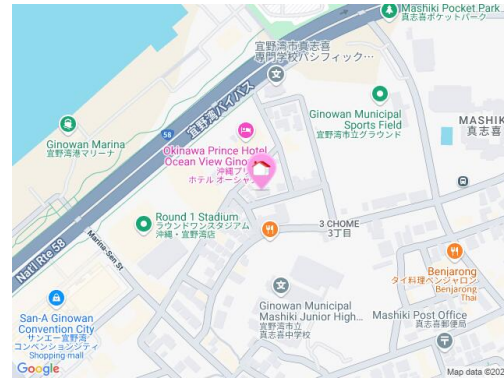 Mashiki Pocket Park
真志喜ポケットパーク
宜野湾市真志喜
専門学校パシフィック…
宜野湾バイパス
58
Ginowan Municipal
Sports Field
宜野湾市立グラウンド
MASHIK
真志
Ginowan Marina
宜野湾港マリーナ
Okinawa Prince Hotel
Ocean View Gino
沖縄プリ
ホテル オーシャ
Round 1 Stadium
ラウンドワンスタジアム
沖縄・宜野湾店
3 CHOME
3丁目
Marina-Sen St
Nat'l Rte 58
Benjarong
タイ料理ベンジャロン
Benjarong
Thai
San-A Ginowan
Convention City
サンエー宜野湾
コンベンションシティ
Shopping mall
Ginowan Municipal
Mashiki Junior High...
宜野湾市立
真志喜中学校
Mashiki Post Office
真志喜郵便局
Google
Map data ©202